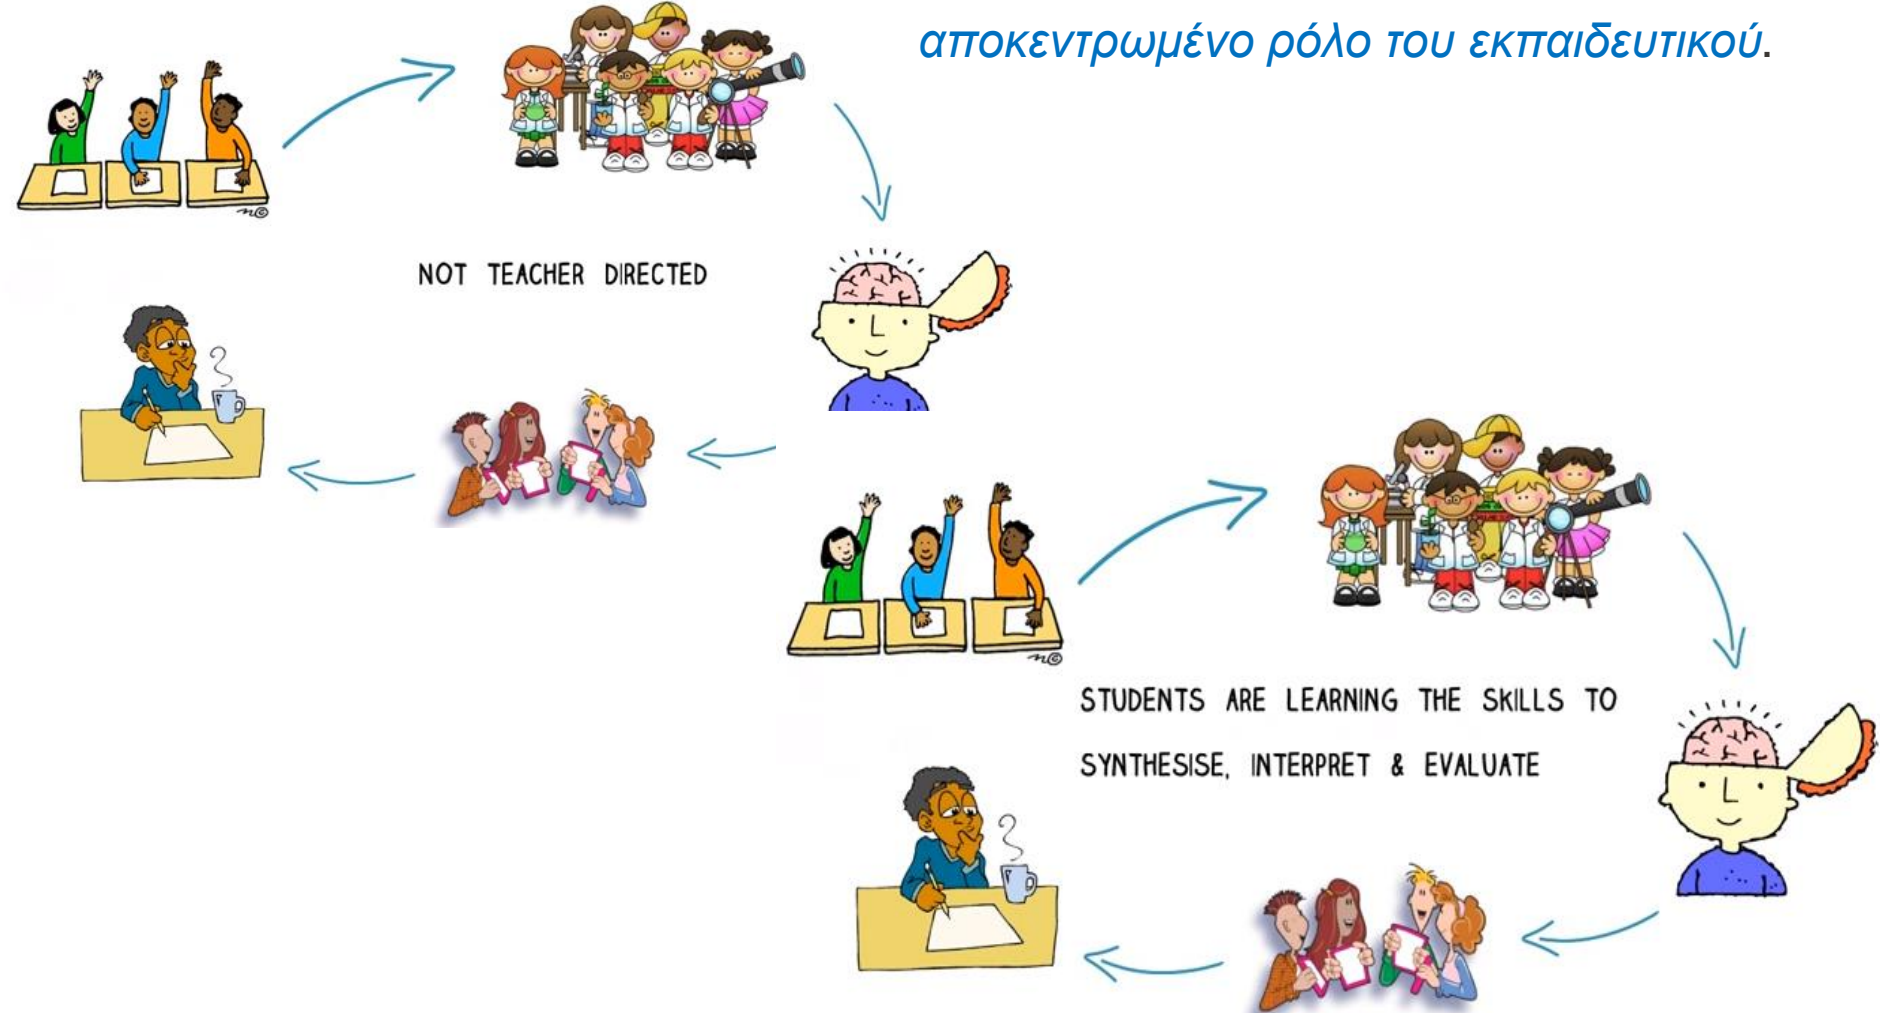 αποκεντρωμένο ρόλο του εκπαιδευτικού.
NOT TEACHER DIRECTED
STUDENTS ARE LEARNING THE SKILLS TO
SYNTHESISE, INTERPRET & EVALUATE